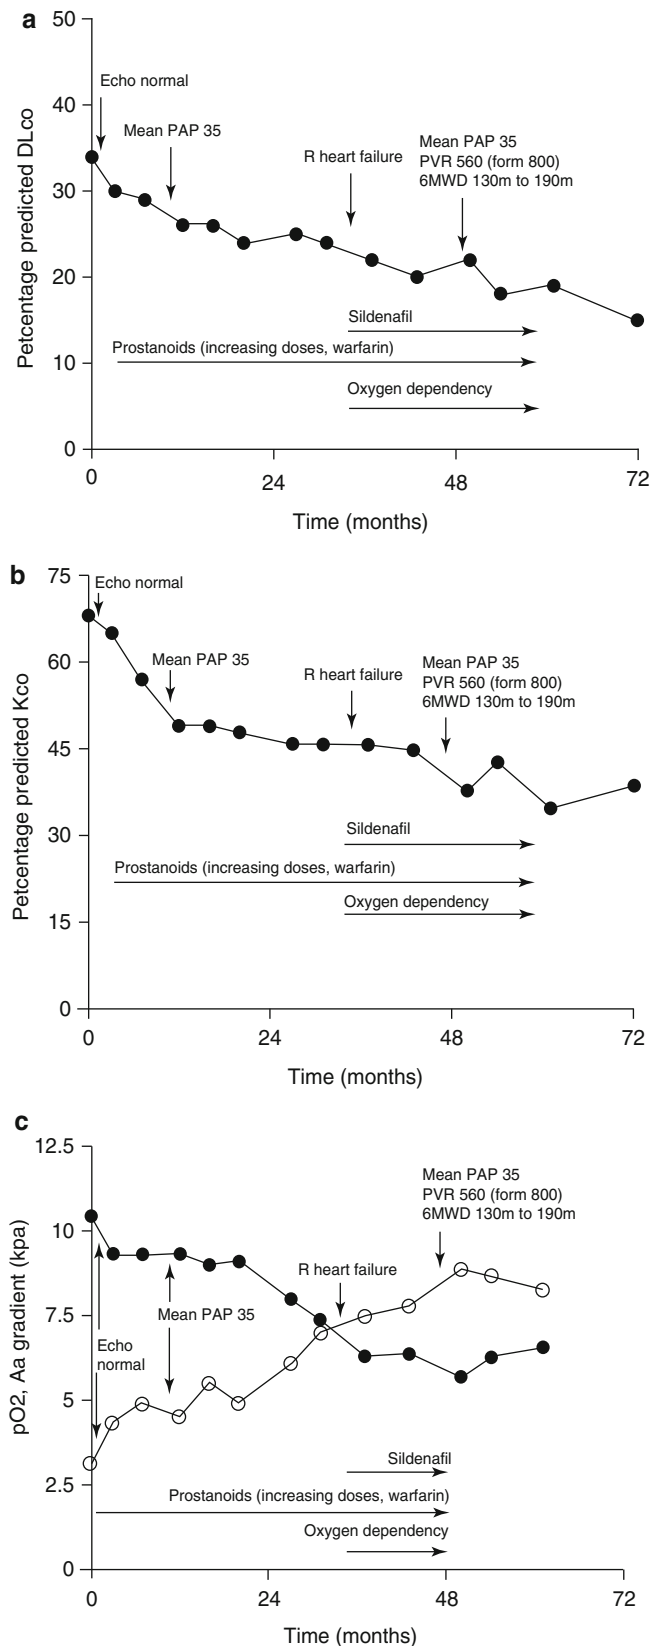 a
50
40
30
20
10
0
Petcentage predicted DLco
Echo normal
Mean PAP 35
R heart failure
Mean PAP 35
PVR 560 (form 800)
6MWD 130m to 190m
Sildenafil
Prostanoids (increasing doses, warfarin)
Oxygen dependency
0
24
48
72
Time (months)
b
75
60
45
30
15
0
Percentage predicted Kco
Echo normal
Mean PAP 35
R heart failure
Mean PAP 35
PVR 560 (form 800)
6MWD 130m to 190m
Sildenafil
Prostanoids (increasing doses, warfarin)
Oxygen dependency
0
24
48
72
Time (months)
c
12.5
10
7.5
5
2.5
0
pO2, Aa gradient (kpa)
Mean PAP 35
PVR 560 (form 800)
6MWD 130m to 190m
R heart failure
Mean PAP 35
Echo
normal
Sildenafil
Prostanoids (increasing doses, warfarin)
Oxygen dependency
0
24
48
72
Time (months)